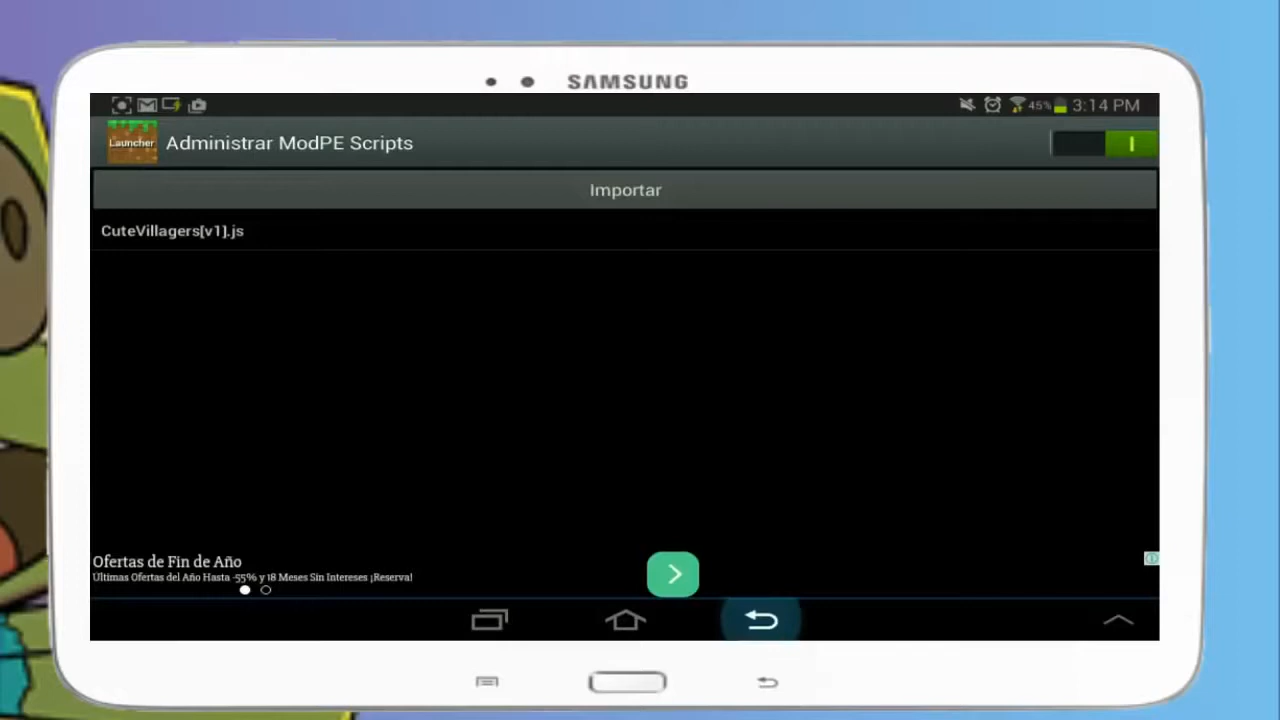 SAMSUNG
45% 3:14 PM
Launcher
Administrar ModPE Scripts
Importar
CuteVillagers[v1].js
Ofertas de Fin de Año
Últimas Ofertas del Año Hasta -55% y 18 Meses Sin Intereses ¡Reserva!